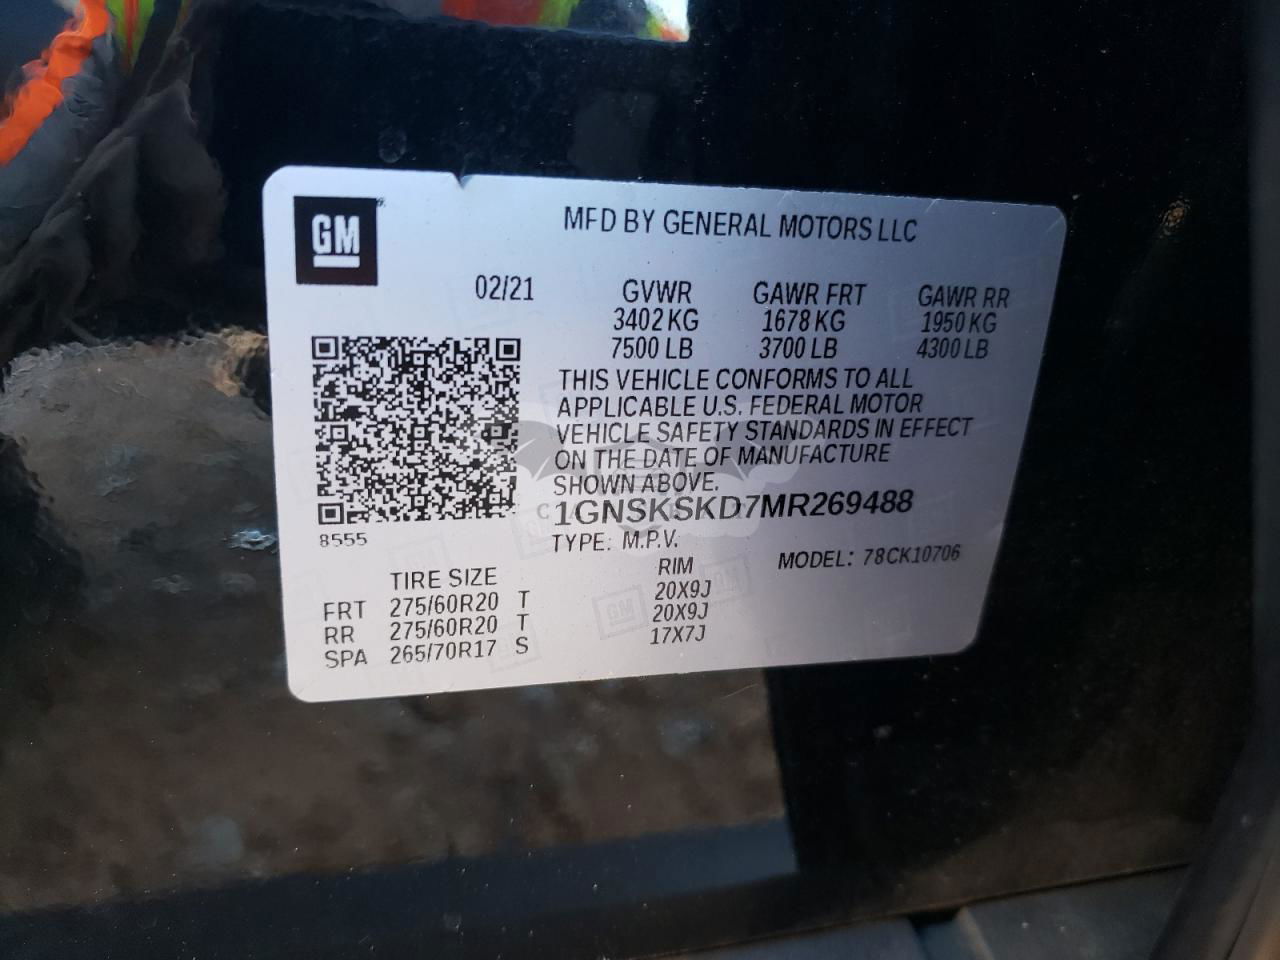 GM
MFD BY GENERAL MOTORS LLC
02/21 GVWR GAWR FRT GAWR RR
3402 KG 1678 KG 1950 KG
7500 LB 3700 LB 4300 LB
THIS VEHICLE CONFORMS TO ALL
APPLICABLE U.S. FEDERAL MOTOR
VEHICLE SAFETY STANDARDS IN EFFECT
ON THE DATE OF MANUFACTURE
SHOWN ABOVE.
1GNSKSKD7MR269488
8555
TYPE: M.P.V. MODEL: 78CK10706
TIRE SIZE RIM
FRT 275/60R20 T 20X9J
RR 275/60R20 T 20X9J
SPA 265/70R17 S 17X7J
GM